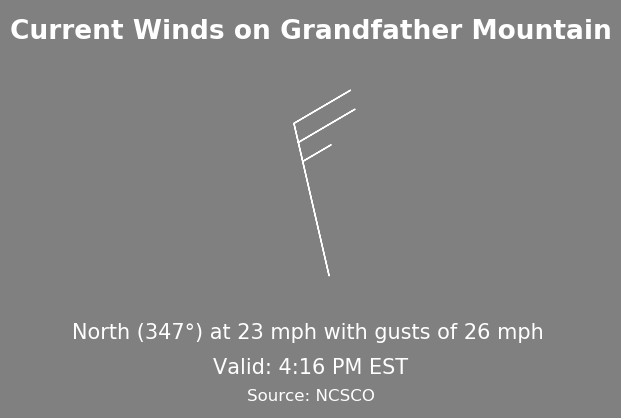 Current Winds on Grandfather Mountain
North (347°) at 23 mph with gusts of 26 mph
Valid: 4:16 PM EST
Source: NCSCO